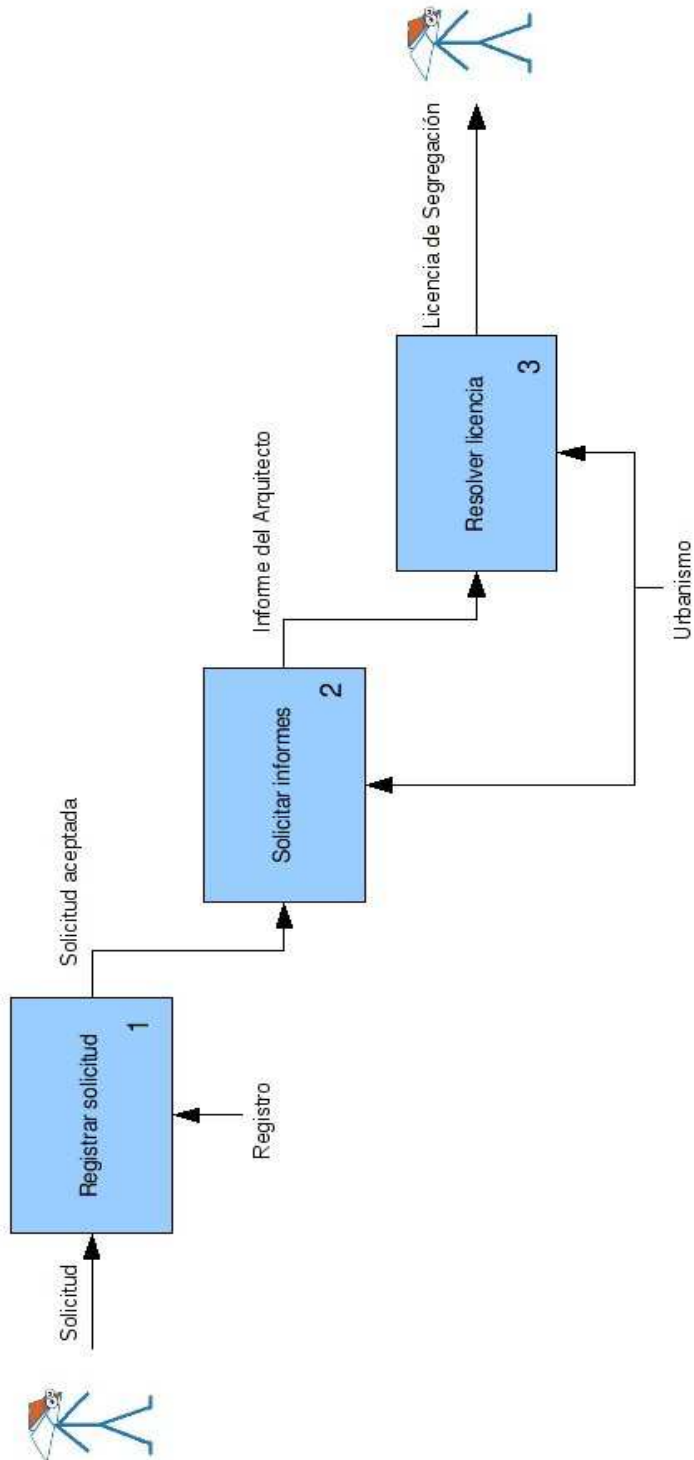 Solicitud
Registrar solicitud
1
Registro
Solicitud aceptada
Solicitar informes
2
Informe del Arquitecto
Resolver licencia
3
Urbanismo
Licencia de Segregación